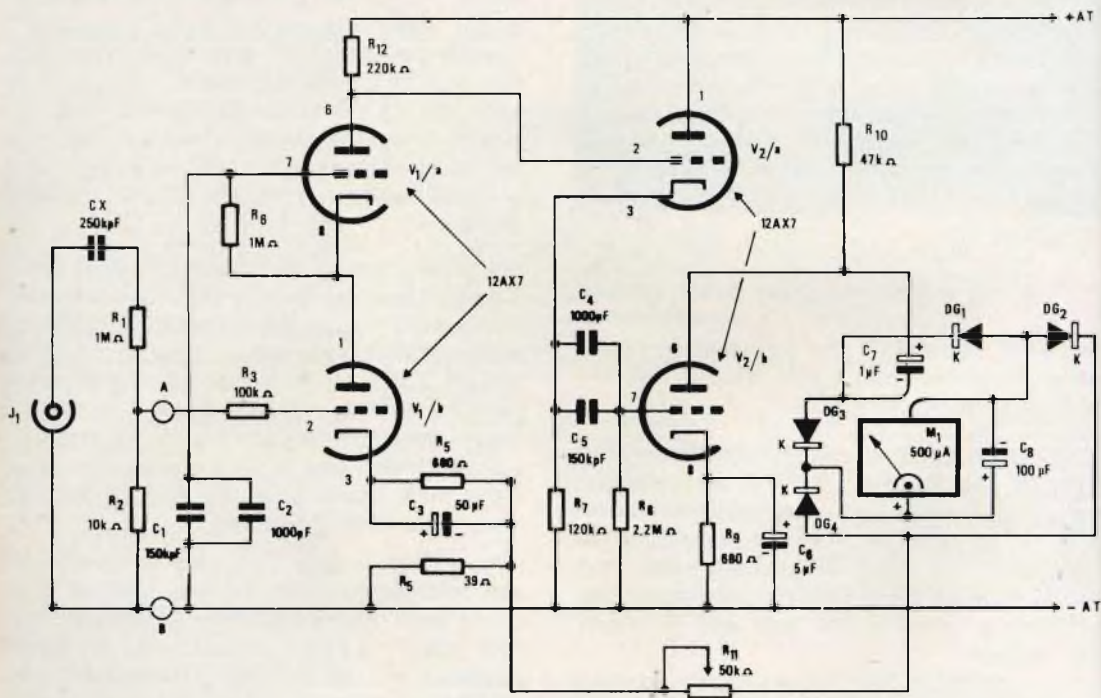 +AT
R12
220kΩ
6
7
V1/a
8
R6
1MΩ
12AX7
1
2
V2/a
3
12AX7
R10
47kΩ
CX
250kpF
R1
1MΩ
J1
A
R3
100kΩ
1
2
V1/b
3
R5
680Ω
C3
50µF
+
-
R5
39Ω
R2
10kΩ
C1
150kpF
C2
1000pF
B
C4
1000pF
C5
150kpF
R7
120kΩ
R8
2,2MΩ
6
7
V2/b
8
R9
680Ω
+
-
C6
5µF
C7
1µF
+
-
DG1
K
DG2
K
DG3
K
K
DG4
M1
500µA
+
-
C8
100µF
+
-AT
R11
50kΩ